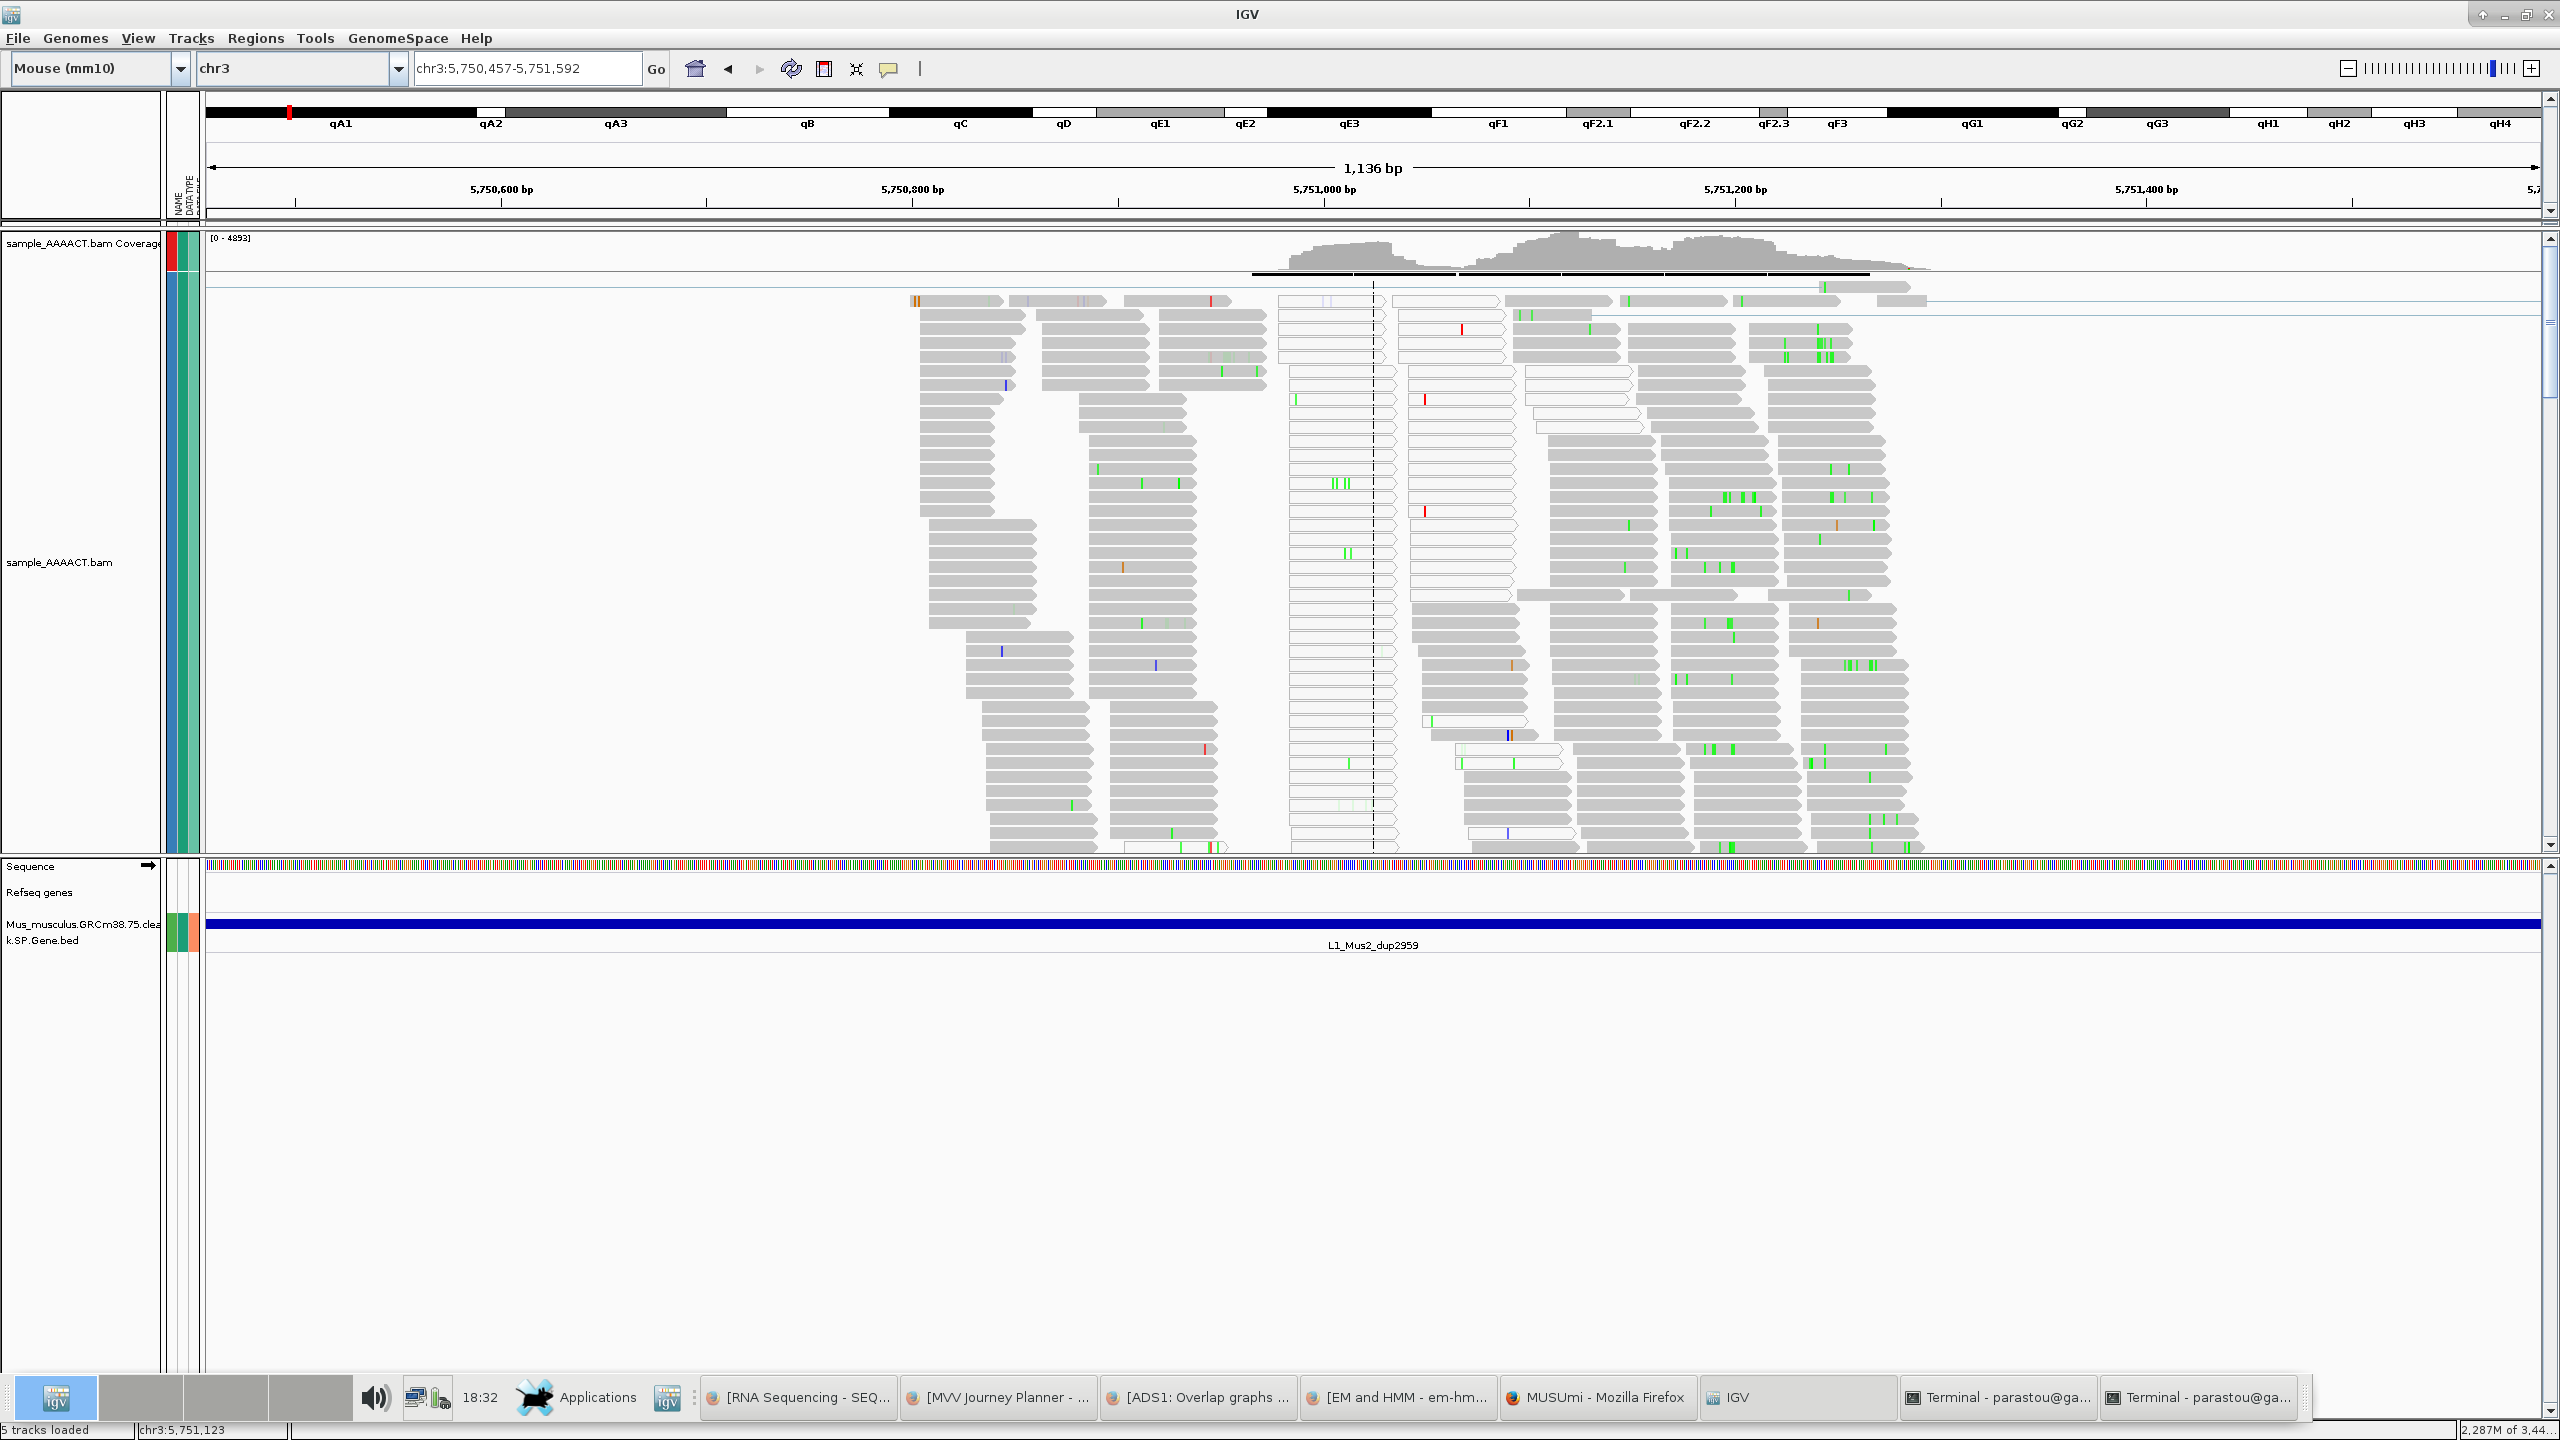 IGV
File Genomes View Tracks Regions Tools GenomeSpace Help
Mouse (mm10) chr3 chr3:5,750,457-5,751,592 Go
qA1 qA2 qA3 qB qC qD qE1 qE2 qE3 qF1 qF2.1 qF2.2 qF2.3 qF3 qG1 qG2 qG3 qH1 qH2 qH3 qH4
1,136 bp
5,750,600 bp 5,750,800 bp 5,751,000 bp 5,751,200 bp 5,751,400 bp 5,7
NAME
DATA TYPE
sample_AAAACT.bam Coverage
[0 - 4893]
sample_AAAACT.bam
Sequence
Refseq genes
Mus_musculus.GRCm38.75.clea
k.SP.Gene.bed
L1_Mus2_dup2959
igv 18:32 Applications igv [RNA Sequencing - SEQ... [MVV Journey Planner - ... [ADS1: Overlap graphs ... [EM and HMM - em-hm... MUSUmi - Mozilla Firefox IGV Terminal - parastou@ga... Terminal - parastou@ga...
5 tracks loaded chr3:5,751,123 2,287M of 3,44...